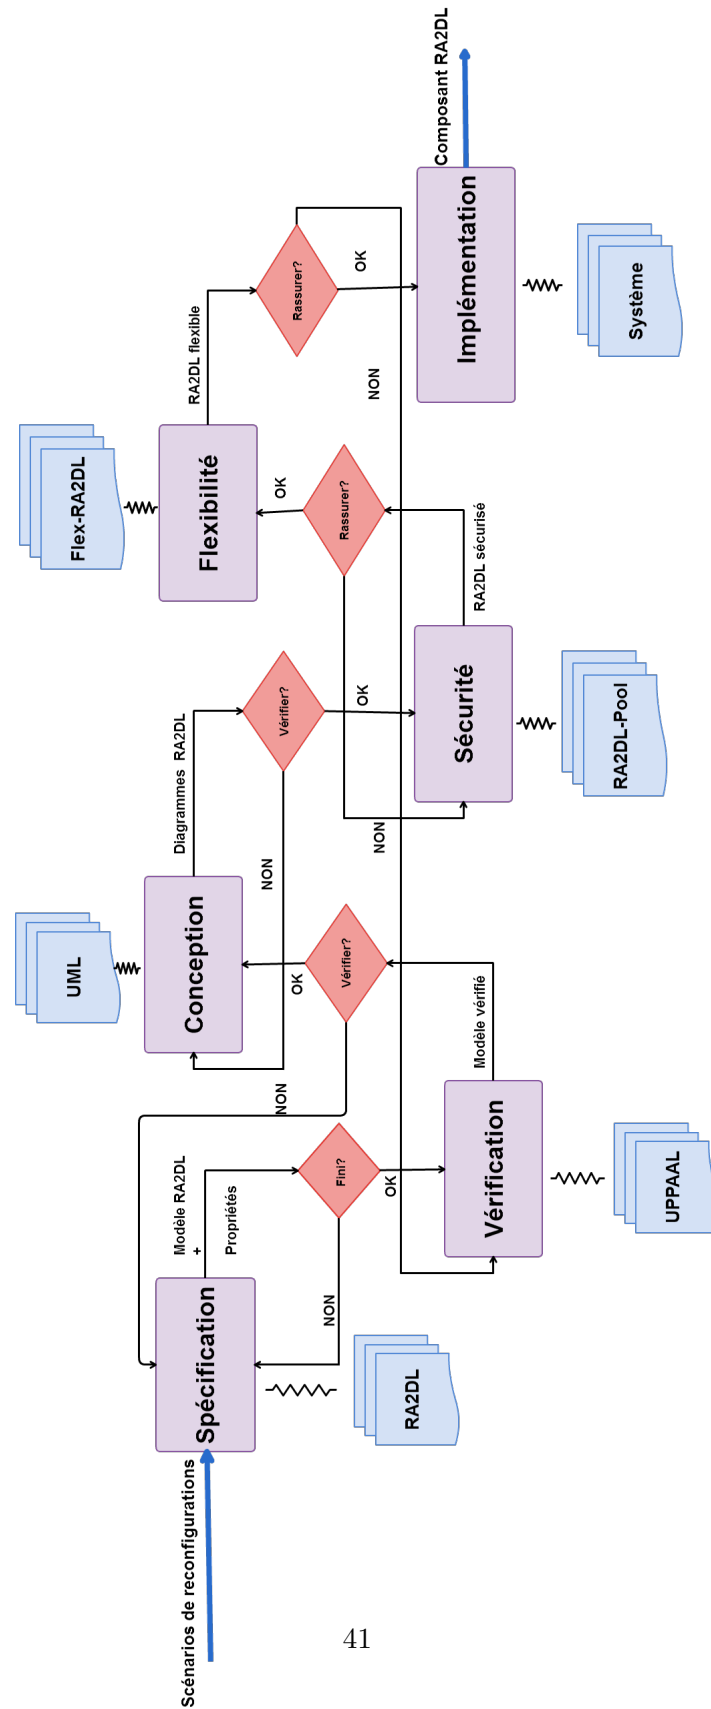 Scénarios de reconfigurations
Spécification
RA2DL
Modèle RA2DL
+
Propriétés
Fini?
NON
OK
Vérification
UPPAAL
Modèle vérifié
Vérifier?
NON
OK
Conception
UML
Diagrammes RA2DL
Vérifier?
NON
OK
Sécurité
RA2DL-Pool
RA2DL sécurisé
Rassurer?
NON
OK
Flexibilité
Flex-RA2DL
RA2DL flexible
Rassurer?
NON
OK
Implémentation
Système
Composant RA2DL
41